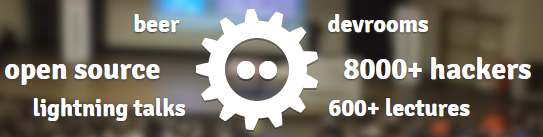 beer
devrooms
open source
8000+ hackers
lightning talks
600+ lectures